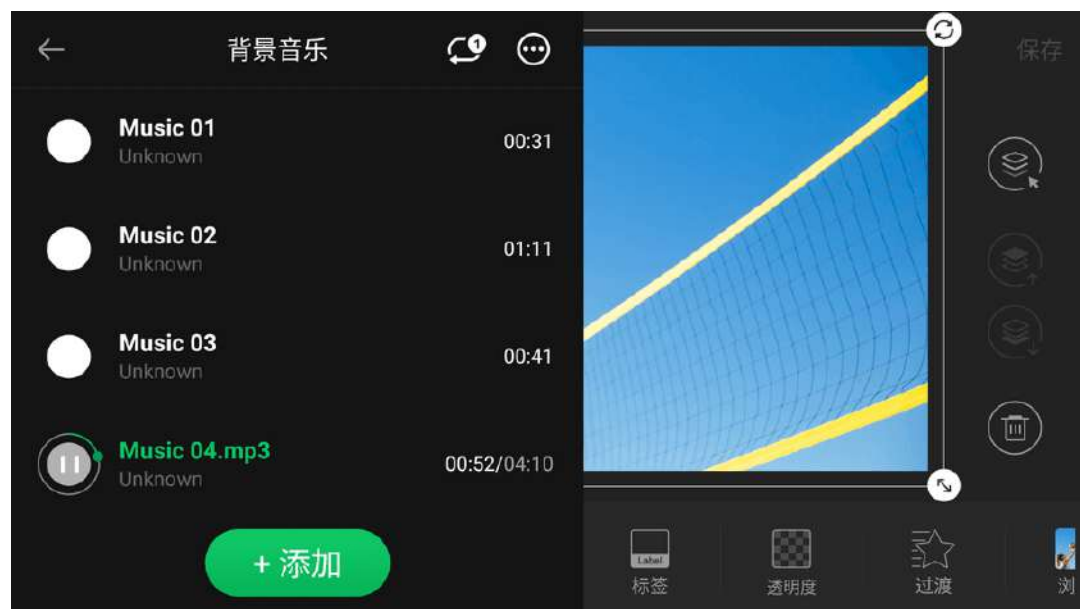 背景音乐
1
保存
Music 01
Unknown
00:31
Music 02
Unknown
01:11
Music 03
Unknown
00:41
Music 04.mp3
Unknown
00:52/04:10
+ 添加
Label
标签
透明度
过渡
浏